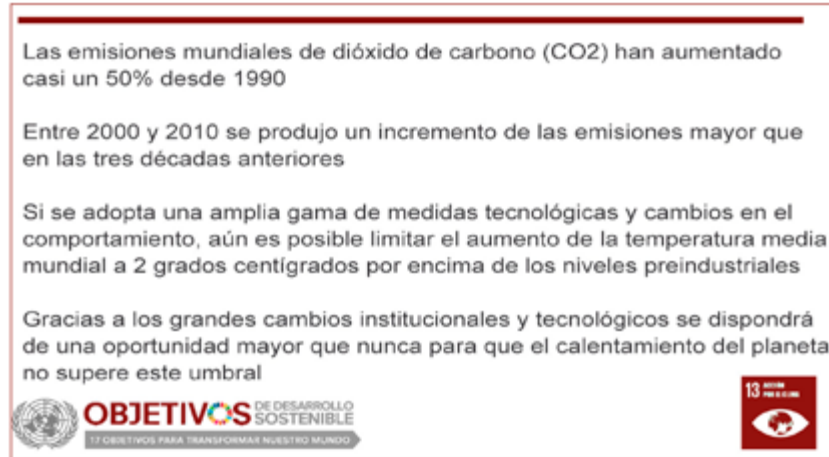 Las emisiones mundiales de dióxido de carbono (CO2) han aumentado
casi un 50% desde 1990
Entre 2000 y 2010 se produjo un incremento de las emisiones mayor que
en las tres décadas anteriores
Si se adopta una amplia gama de medidas tecnológicas y cambios en el
comportamiento, aún es posible limitar el aumento de la temperatura media
mundial a 2 grados centígrados por encima de los niveles preindustriales
Gracias a los grandes cambios institucionales y tecnológicos se dispondrá
de una oportunidad mayor que nunca para que el calentamiento del planeta
no supere este umbral
OBJETIVOS DE DESARROLLO
SOSTENIBLE
17 OBJETIVOS PARA TRANSFORMAR NUESTRO MUNDO
13 ACCIÓN
POR EL CLIMA